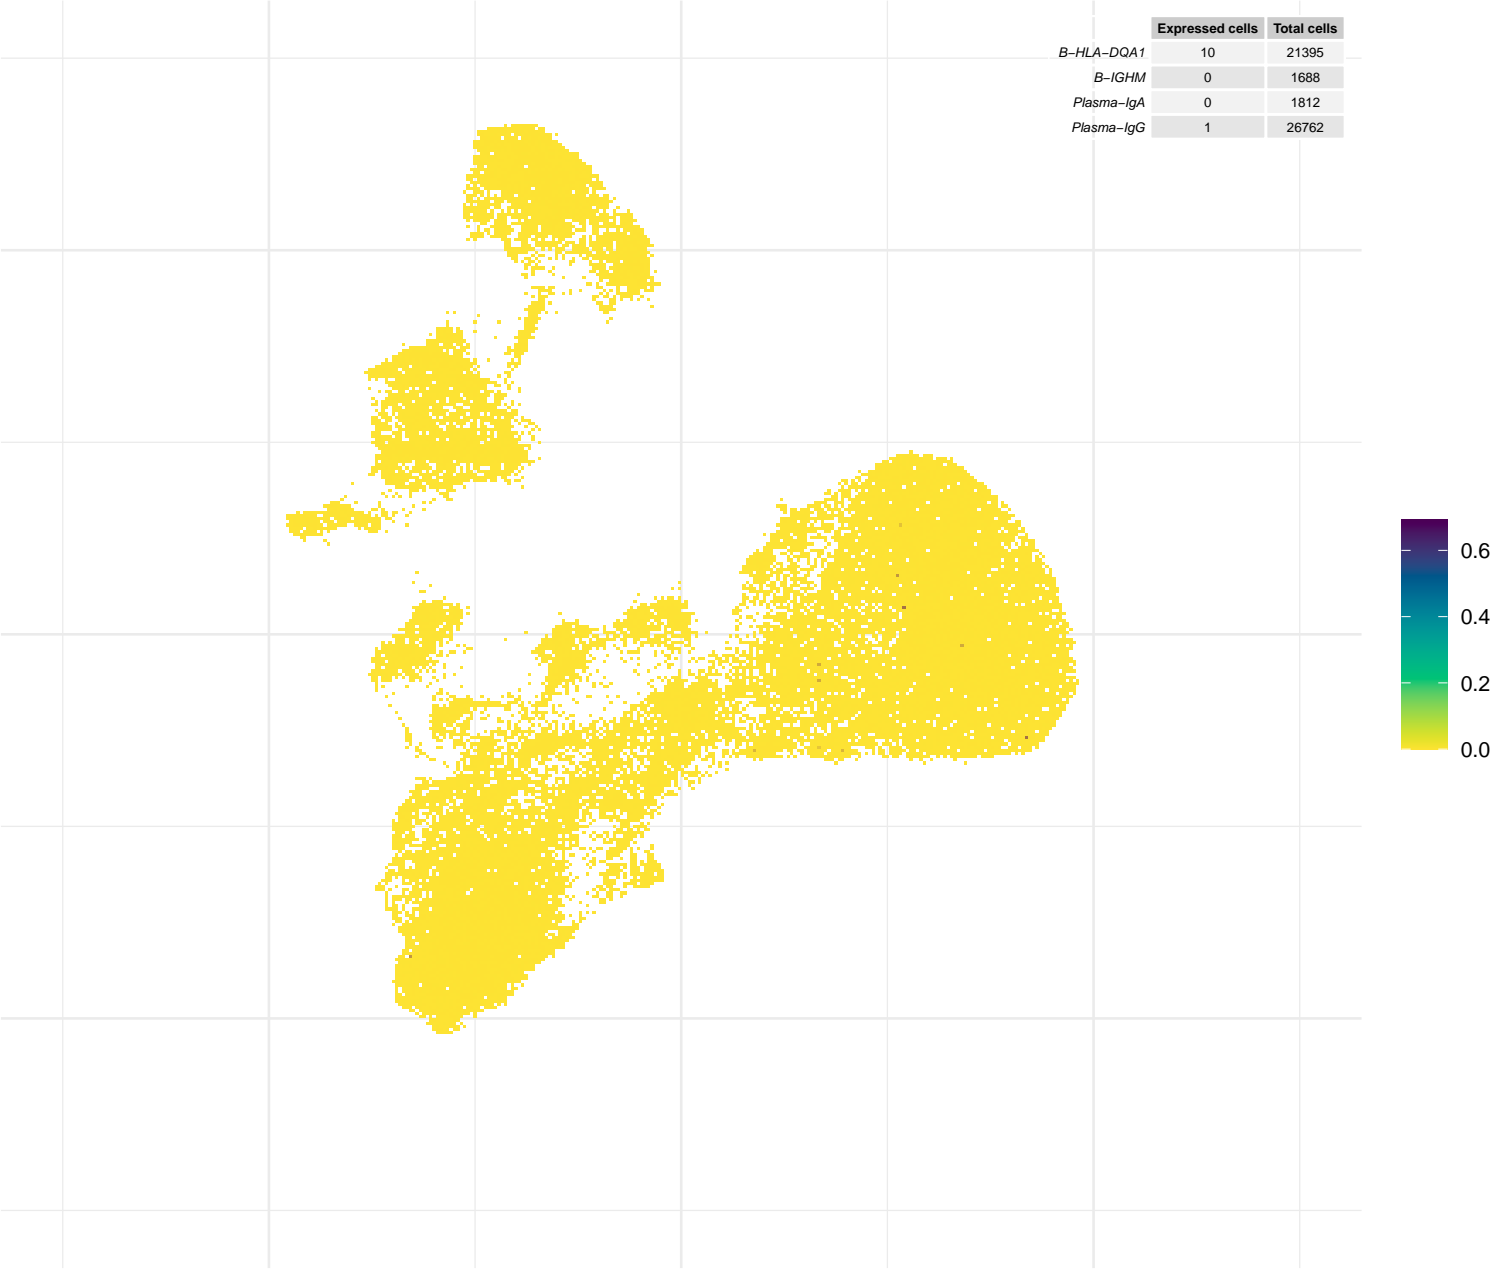 Expressed cells Total cells
B−HLA−DQA1 10 21395
B−IGHM 0 1688
Plasma−IgA 0 1812
Plasma−IgG 1 26762
0.6
0.4
0.2
0.0